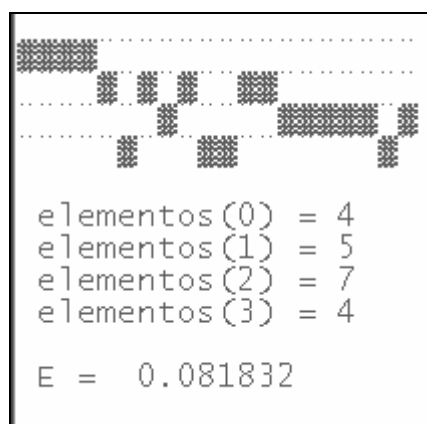 elementos(0) = 4
elementos(1) = 5
elementos(2) = 7
elementos(3) = 4
E = 0.081832